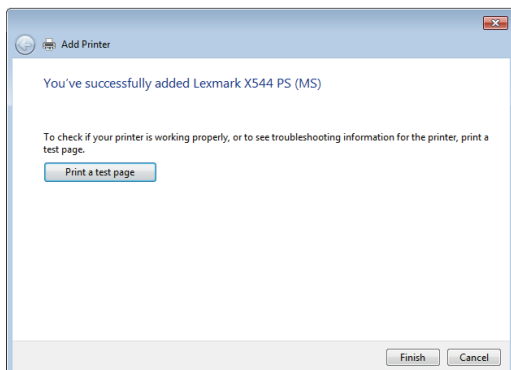 Add Printer
You've successfully added Lexmark X544 PS (MS)
To check if your printer is working properly, or to see troubleshooting information for the printer, print a
test page.
Print a test page
Finish Cancel